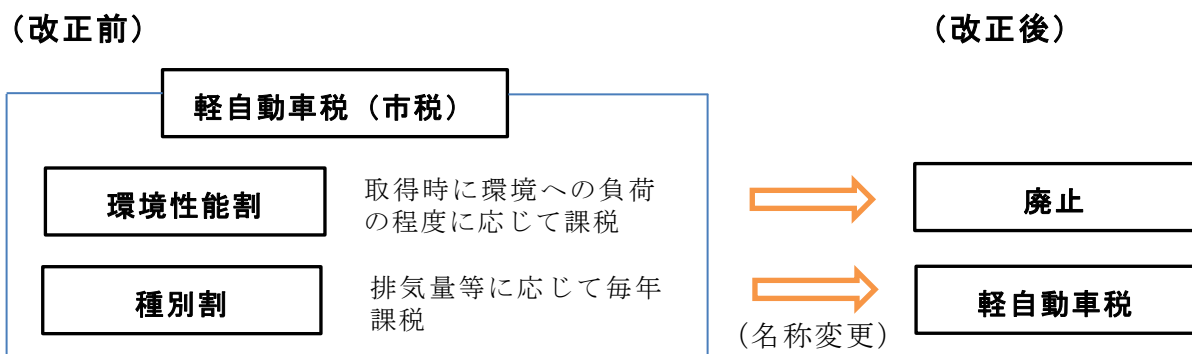 （改正前）
（改正後）
軽自動車税（市税）
環境性能割
取得時に環境への負荷
の程度に応じて課税
廃止
種別割
排気量等に応じて毎年
課税
（名称変更）
軽自動車税